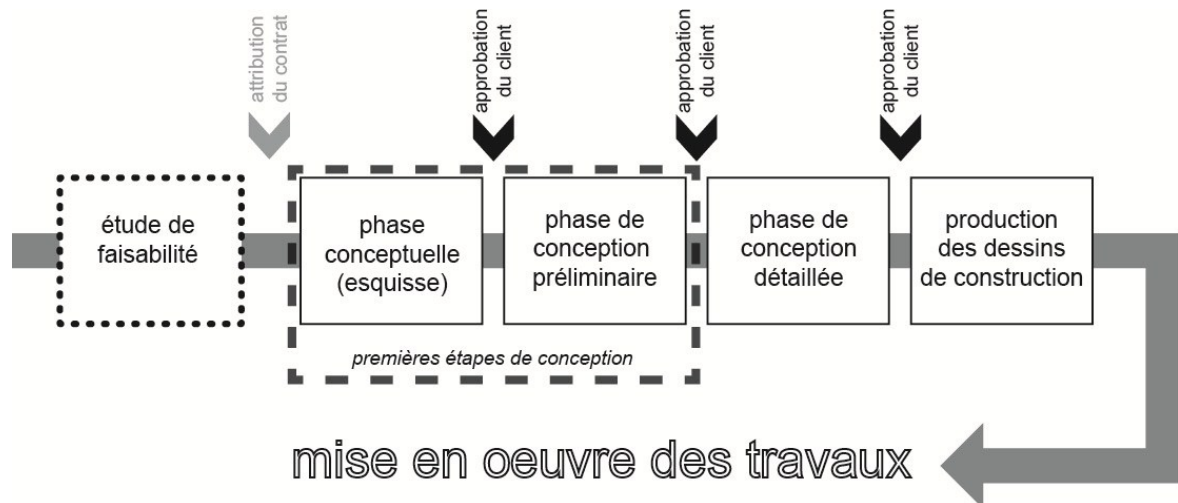 attribution
du contrat
approbation
du client
approbation
du client
approbation
du client
étude de
faisabilité
phase
conceptuelle
(esquisse)
phase de
conception
préliminaire
phase de
conception
détaillée
production
des dessins
de construction
premières étapes de conception
mise en oeuvre des travaux